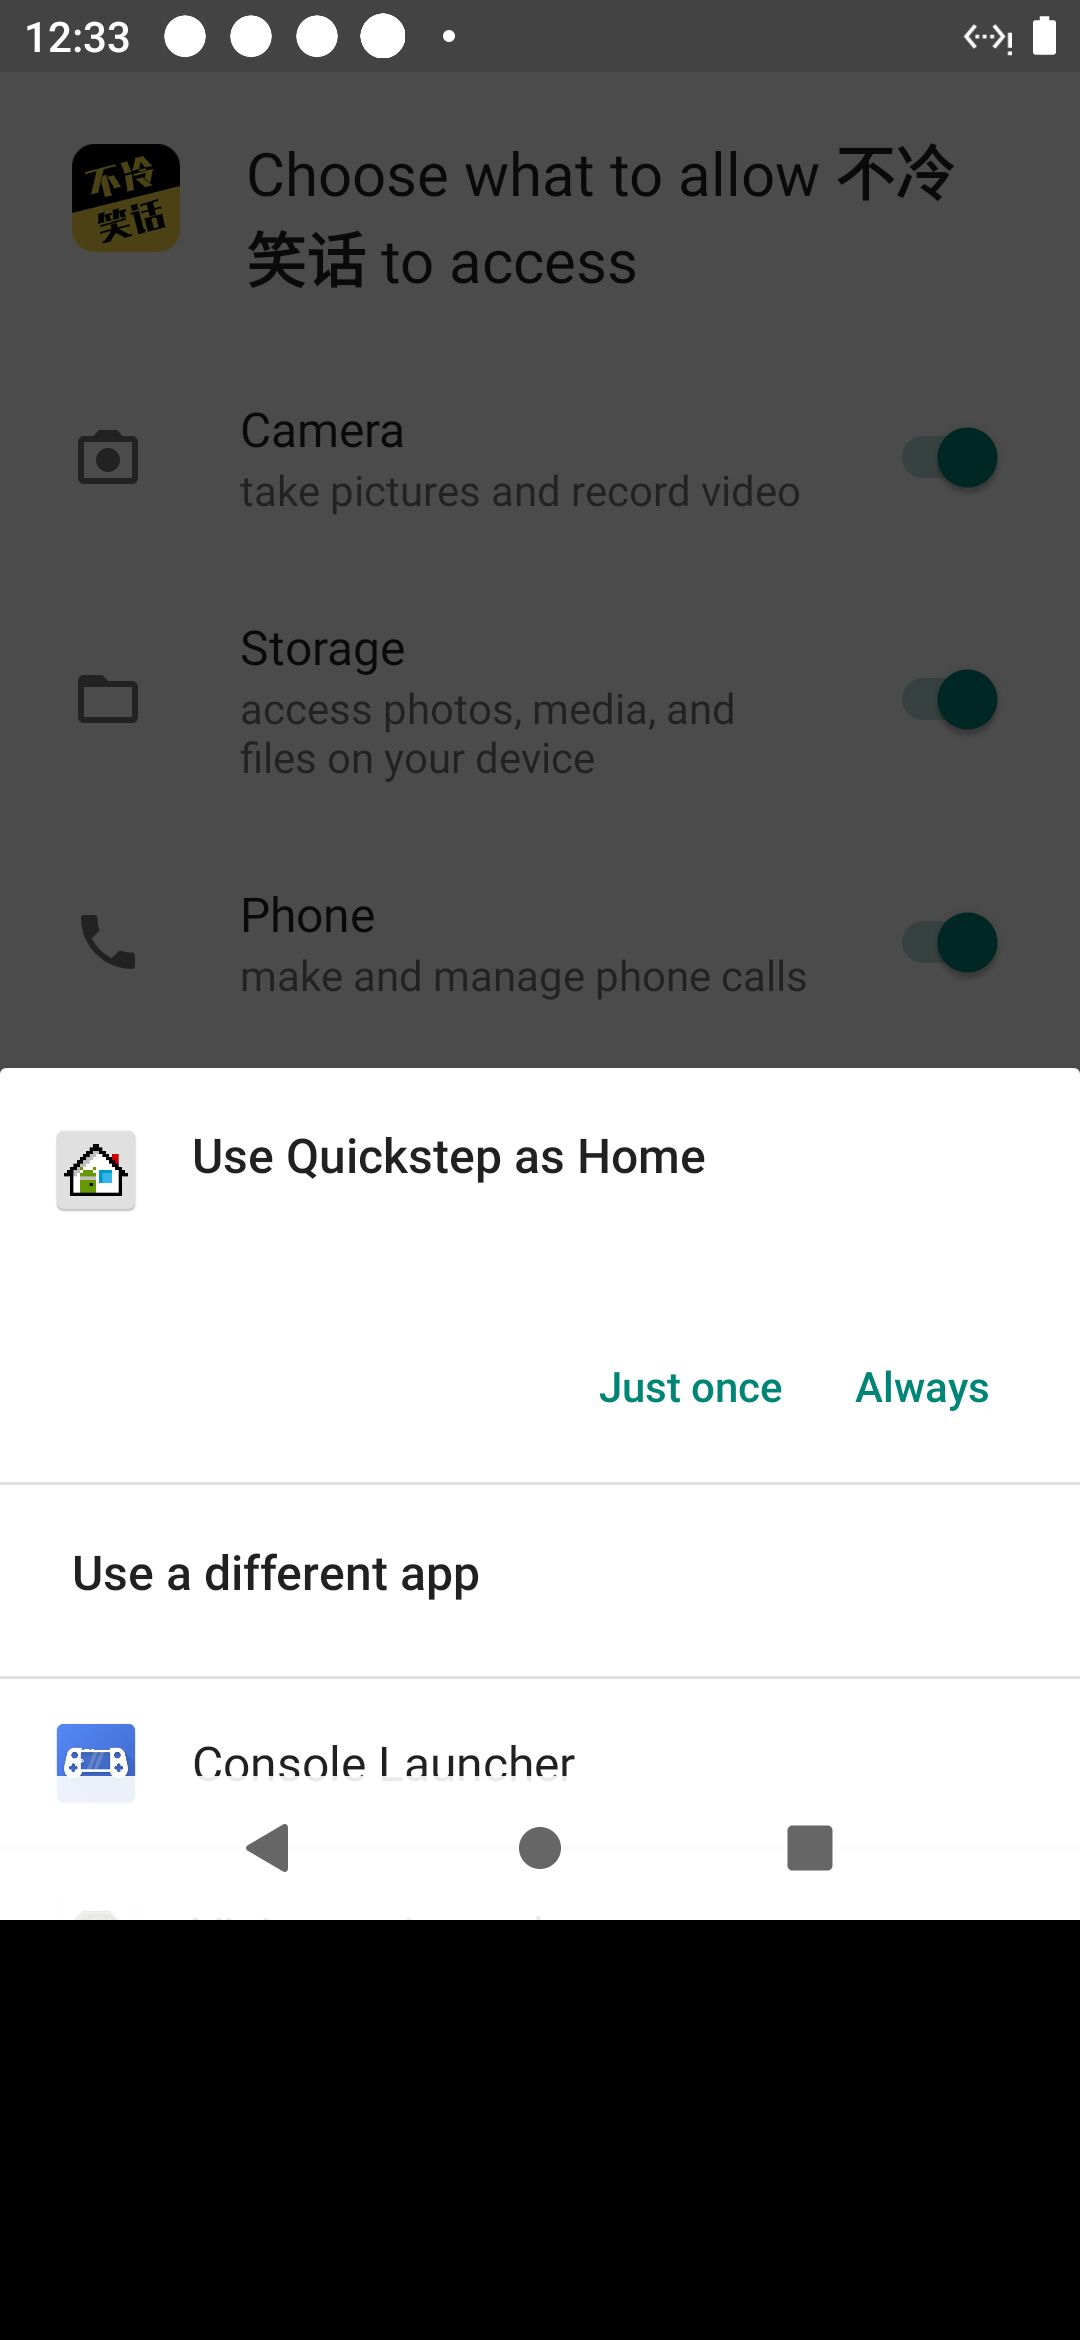 12:33
不冷
笑话
Choose what to allow 不冷
笑话 to access
Camera
take pictures and record video
Storage
access photos, media, and
files on your device
Phone
make and manage phone calls
Use Quickstep as Home
Just once
Always
Use a different app
Console Launcher